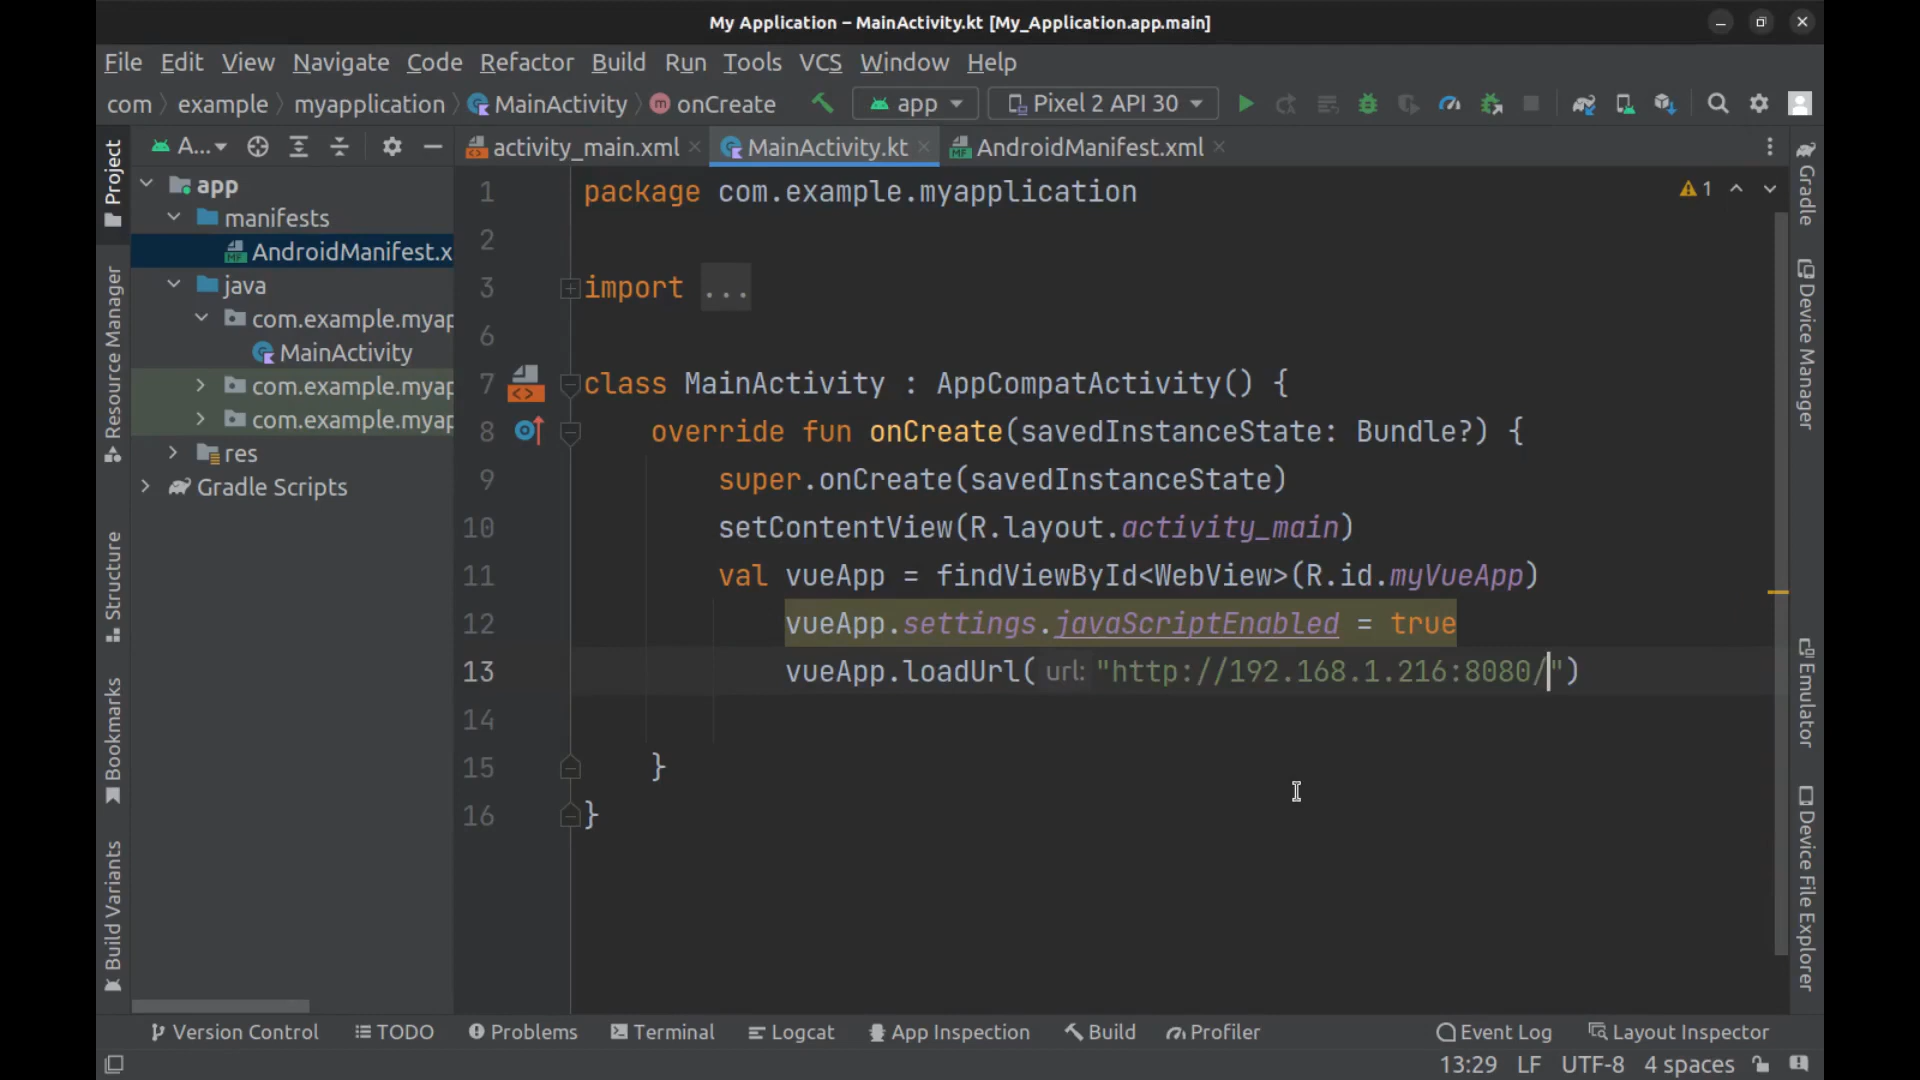 My Application – MainActivity.kt [My_Application.app.main]
File Edit View Navigate Code Refactor Build Run Tools VCS Window Help
com example myapplication MainActivity onCreate app Pixel 2 API 30
A... activity_main.xml MainActivity.kt AndroidManifest.xml
Project
Resource Manager
Structure
Bookmarks
Build Variants
app
manifests
AndroidManifest.x
java
com.example.myap
MainActivity
com.example.myap
com.example.myap
res
Gradle Scripts
1 package com.example.myapplication
2
3 import ...
6
7 class MainActivity : AppCompatActivity() {
8 override fun onCreate(savedInstanceState: Bundle?) {
9 super.onCreate(savedInstanceState)
10 setContentView(R.layout.activity_main)
11 val vueApp = findViewById<WebView>(R.id.myVueApp)
12 vueApp.settings.javaScriptEnabled = true
13 vueApp.loadUrl( url: "http://192.168.1.216:8080/")
14
15 }
16 }
1
Gradle
Device Manager
Emulator
Device File Explorer
Version Control TODO Problems Terminal Logcat App Inspection Build Profiler Event Log Layout Inspector
13:29 LF UTF-8 4 spaces